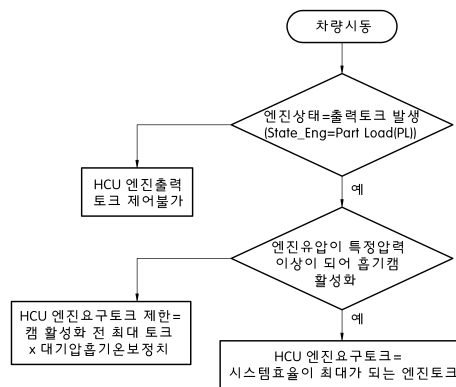 차량시동
엔진상태=출력토크 발생
(State_Eng=Part Load(PL))
HCU 엔진출력
토크 제어불가
예
엔진유압이 특정압력
이상이 되어 흡기캠
활성화
HCU 엔진요구토크 제한=
캠 활성화 전 최대 토크
x 대기압흡기온보정치
예
HCU 엔진요구토크=
시스템효율이 최대가 되는 엔진토크